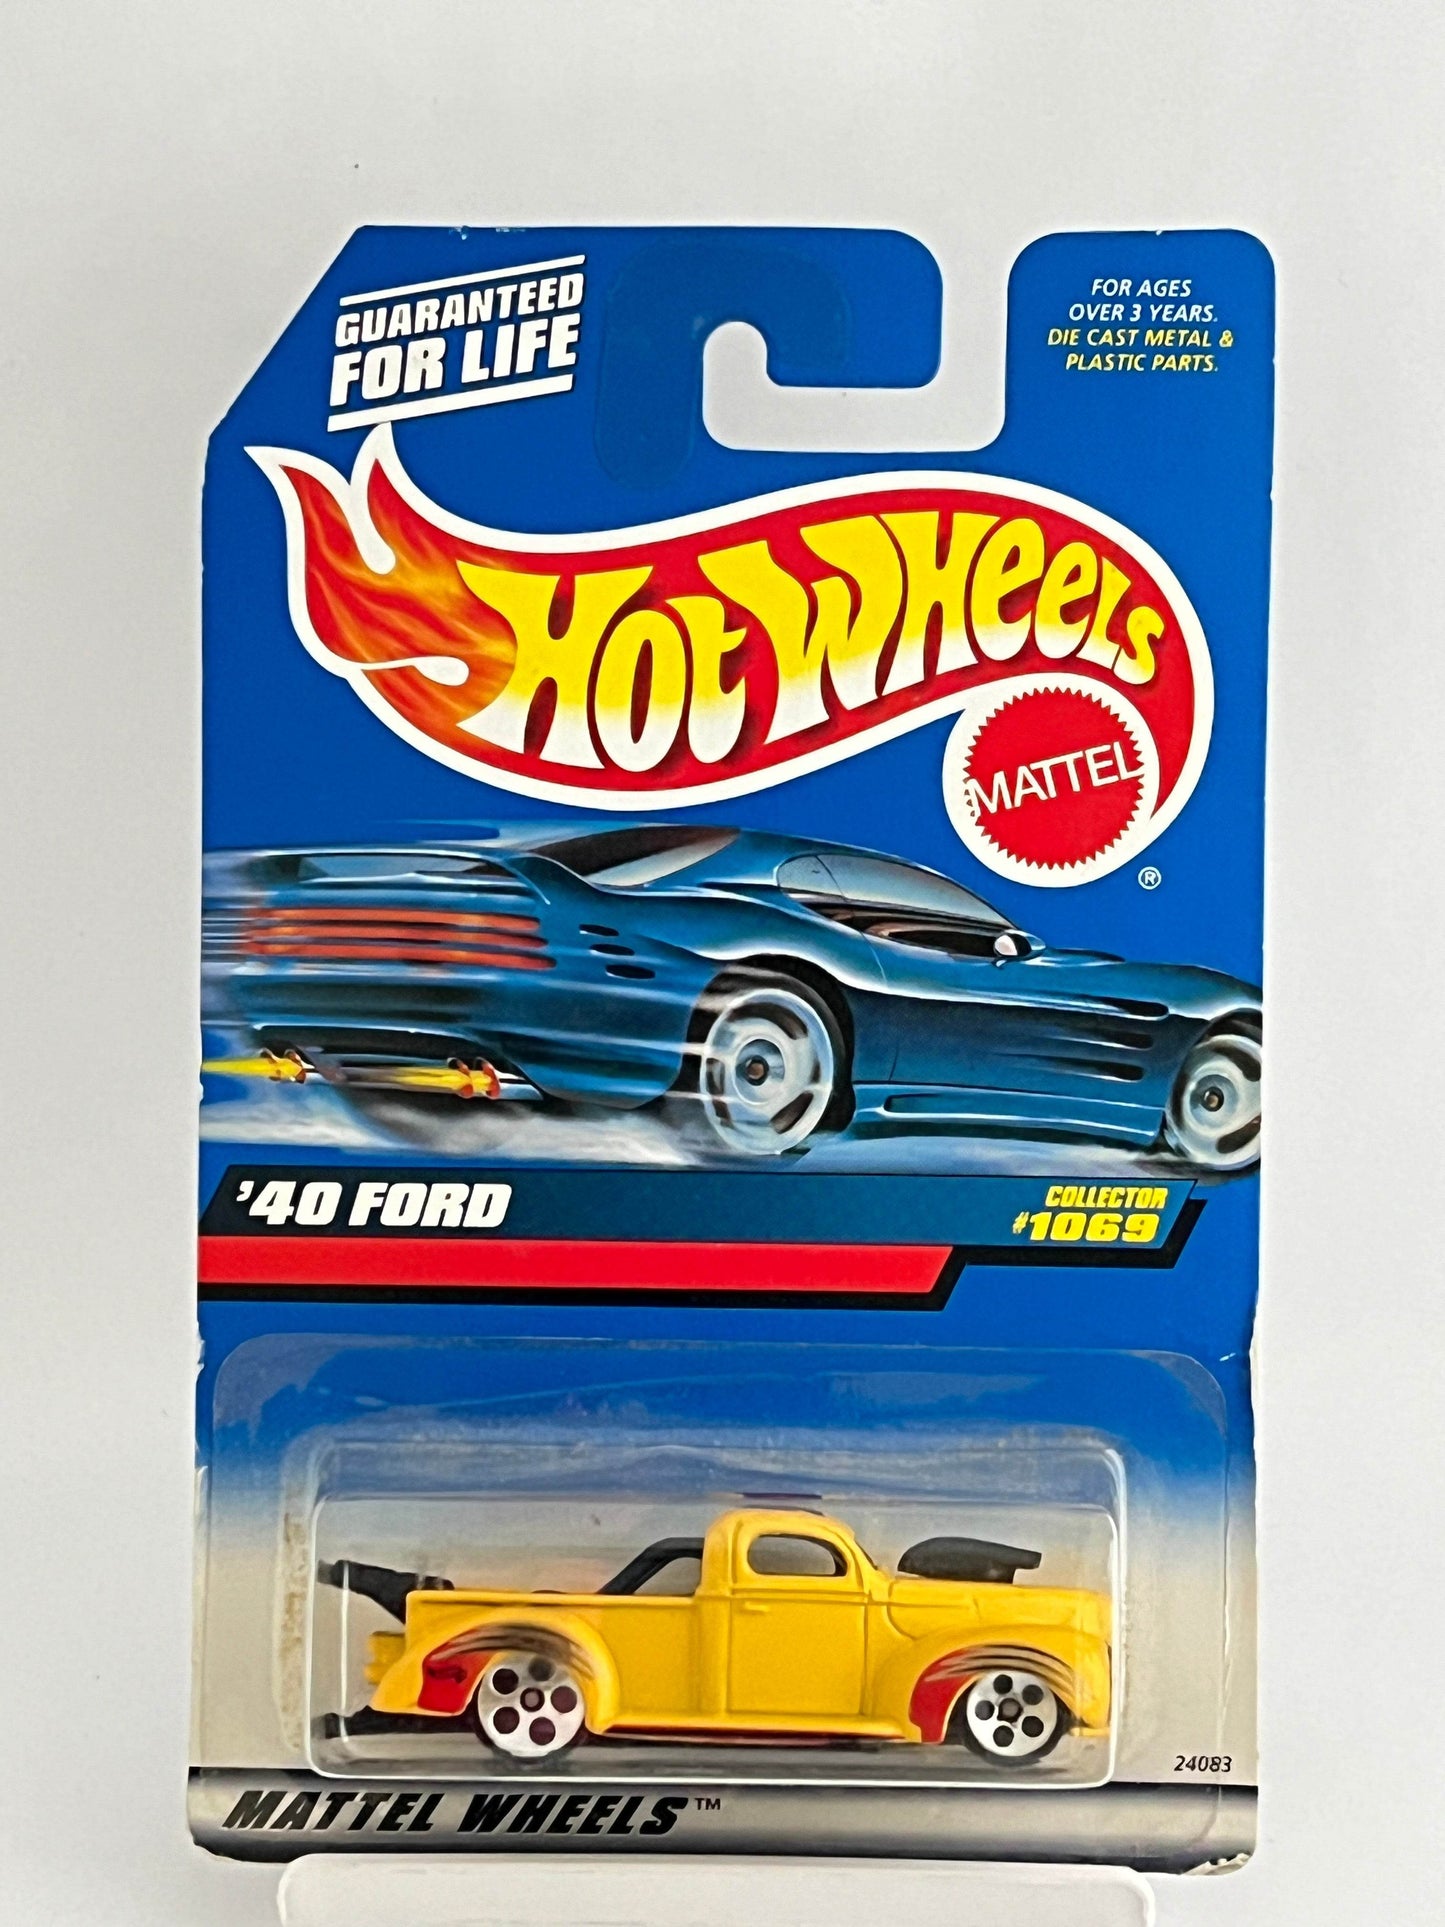 GUARANTEED
FOR LIFE
FOR AGES
OVER 3 YEARS.
DIE CAST METAL &
PLASTIC PARTS.
HOT WHEELS
MATTEL
®
'40 FORD
COLLECTOR
#1069
24083
MATTEL WHEELS™